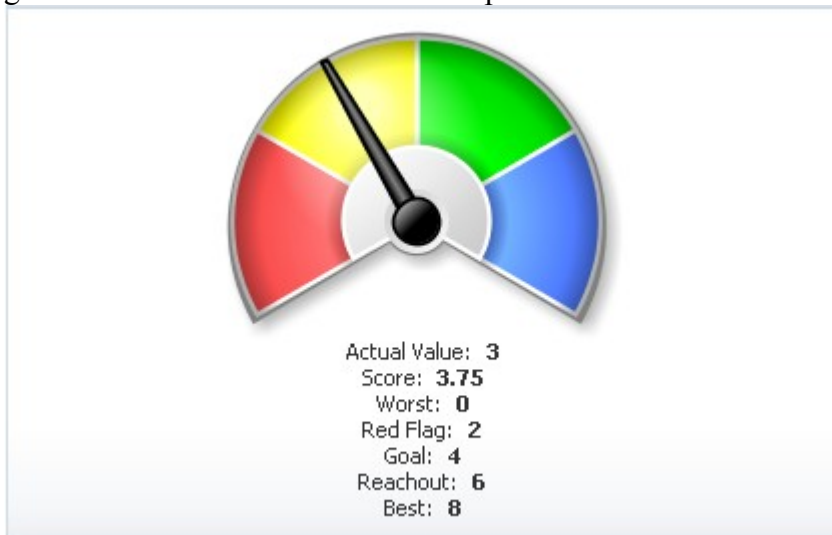 Actual Value: 3
Score: 3.75
Worst: 0
Red Flag: 2
Goal: 4
Reachout: 6
Best: 8